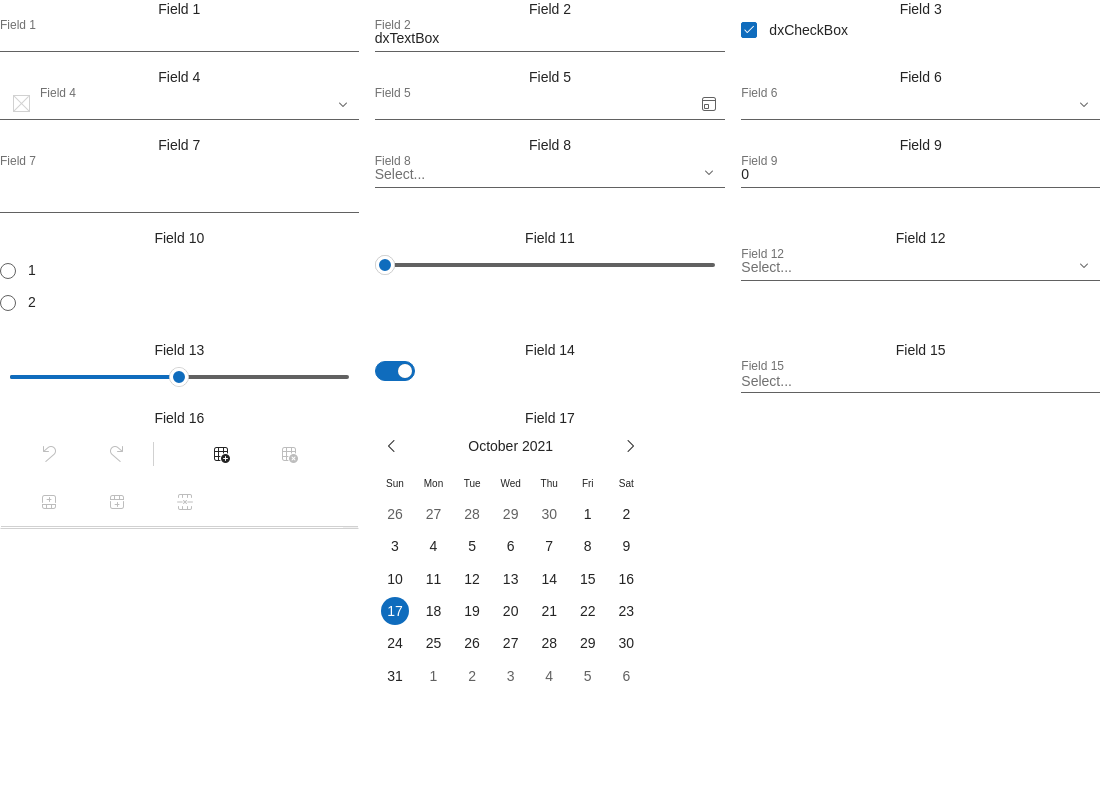 Field 1
Field 1
Field 2
Field 2
dxTextBox
Field 3
dxCheckBox
Field 4
Field 4
Field 5
Field 5
Field 6
Field 6
Field 7
Field 7
Field 8
Field 8
Select...
Field 9
Field 9
0
Field 10
1
2
Field 11
Field 12
Field 12
Select...
Field 13
Field 14
Field 15
Field 15
Select...
Field 16
Field 17
October 2021
Sun Mon Tue Wed Thu Fri Sat
26 27 28 29 30 1 2
3 4 5 6 7 8 9
10 11 12 13 14 15 16
17 18 19 20 21 22 23
24 25 26 27 28 29 30
31 1 2 3 4 5 6